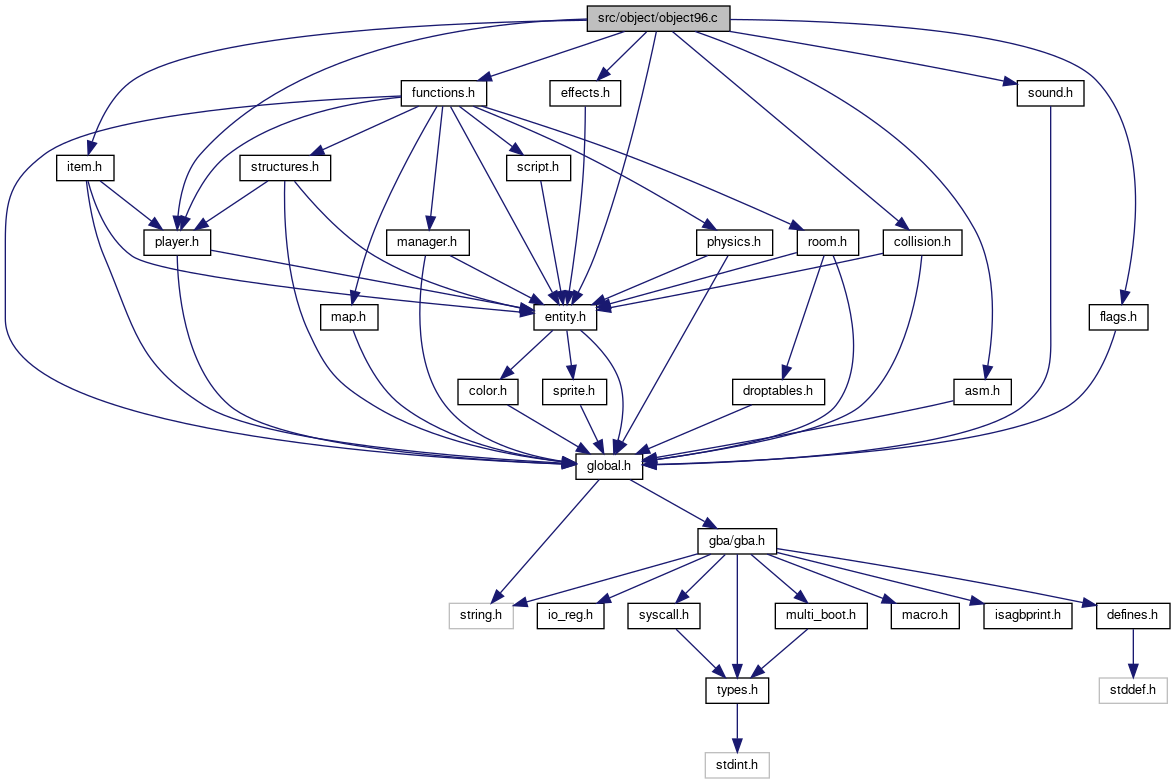 src/object/object96.c
functions.h
effects.h
sound.h
item.h
structures.h
script.h
player.h
manager.h
physics.h
room.h
collision.h
map.h
entity.h
flags.h
color.h
sprite.h
droptables.h
asm.h
global.h
gba/gba.h
string.h
io_reg.h
syscall.h
multi_boot.h
macro.h
isagbprint.h
defines.h
types.h
stddef.h
stdint.h